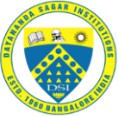 DAYANANDA SAGAR INSTITUTIONS
DSI
ESTD. 1960 BANGALORE INDIA